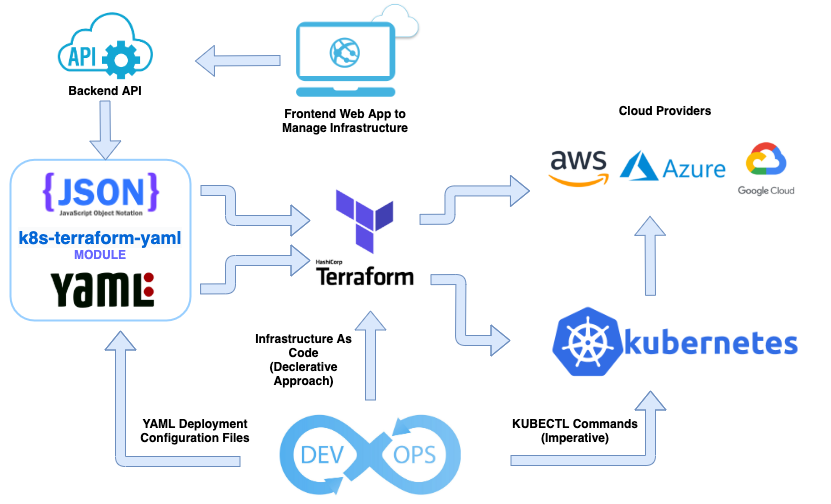 API
Backend API
Frontend Web App to
Manage Infrastructure
Cloud Providers
aws
Azure
Google Cloud
{JSON}
JavaScript Object Notation
k8s-terraform-yaml
MODULE
YAML:
HashiCorp
Terraform
kubernetes
Infrastructure As
Code
(Declerative
Approach)
YAML Deployment
Configuration Files
DEV OPS
KUBECTL Commands
(Imperative)